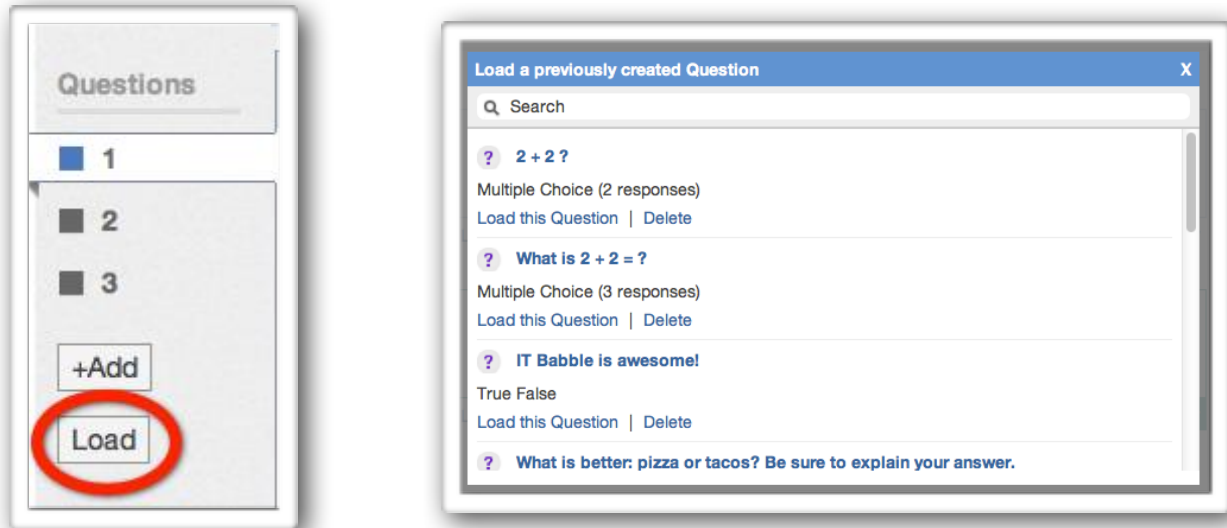 Questions
1
2
3
+Add
Load
Load a previously created Question X
Search
? 2 + 2 ?
Multiple Choice (2 responses)
Load this Question | Delete
? What is 2 + 2 = ?
Multiple Choice (3 responses)
Load this Question | Delete
? IT Babble is awesome!
True False
Load this Question | Delete
? What is better: pizza or tacos? Be sure to explain your answer.